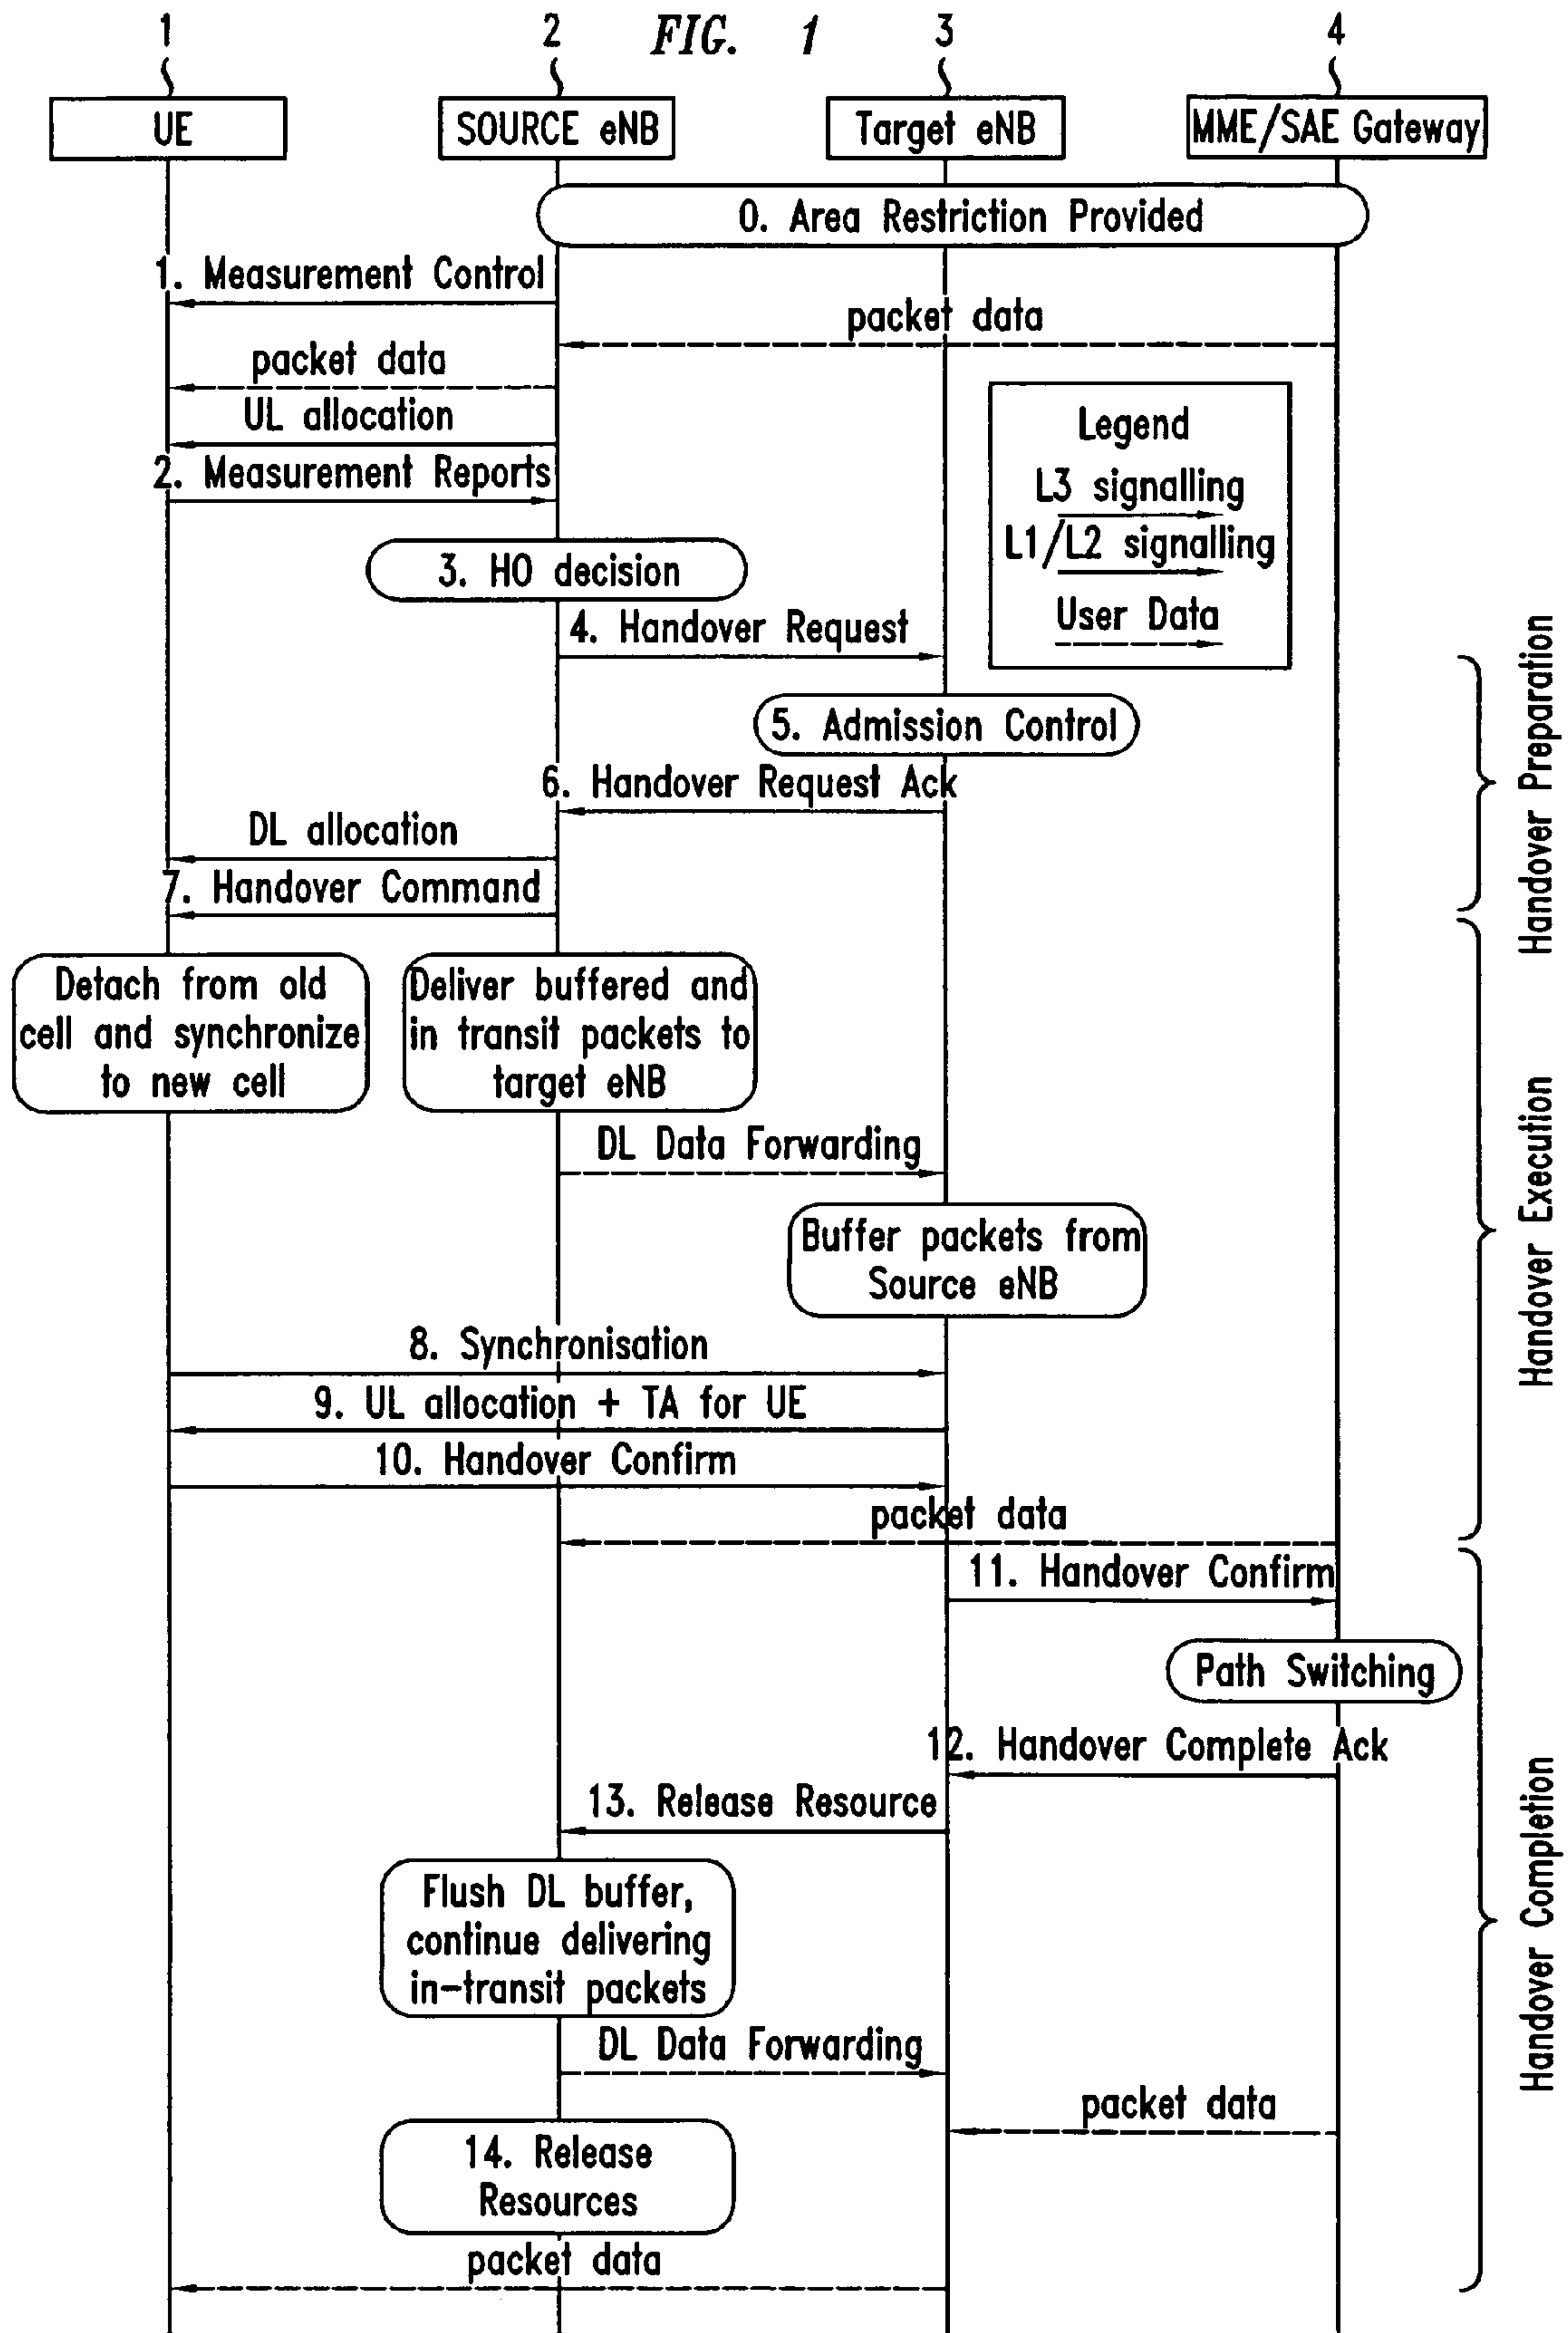 1
2
FIG. 1
3
4
UE
SOURCE eNB
Target eNB
MME/SAE Gateway
0. Area Restriction Provided
1. Measurement Control
packet data
packet data
UL allocation
2. Measurement Reports
Legend
L3 signalling
L1/L2 signalling
User Data
3. HO decision
4. Handover Request
5. Admission Control
6. Handover Request Ack
DL allocation
7. Handover Command
Handover Preparation
Detach from old
cell and synchronize
to new cell
Deliver buffered and
in transit packets to
target eNB
DL Data Forwarding
Buffer packets from
Source eNB
8. Synchronisation
9. UL allocation + TA for UE
10. Handover Confirm
packet data
Handover Execution
11. Handover Confirm
Path Switching
12. Handover Complete Ack
13. Release Resource
Flush DL buffer,
continue delivering
in-transit packets
DL Data Forwarding
packet data
14. Release
Resources
packet data
Handover Completion